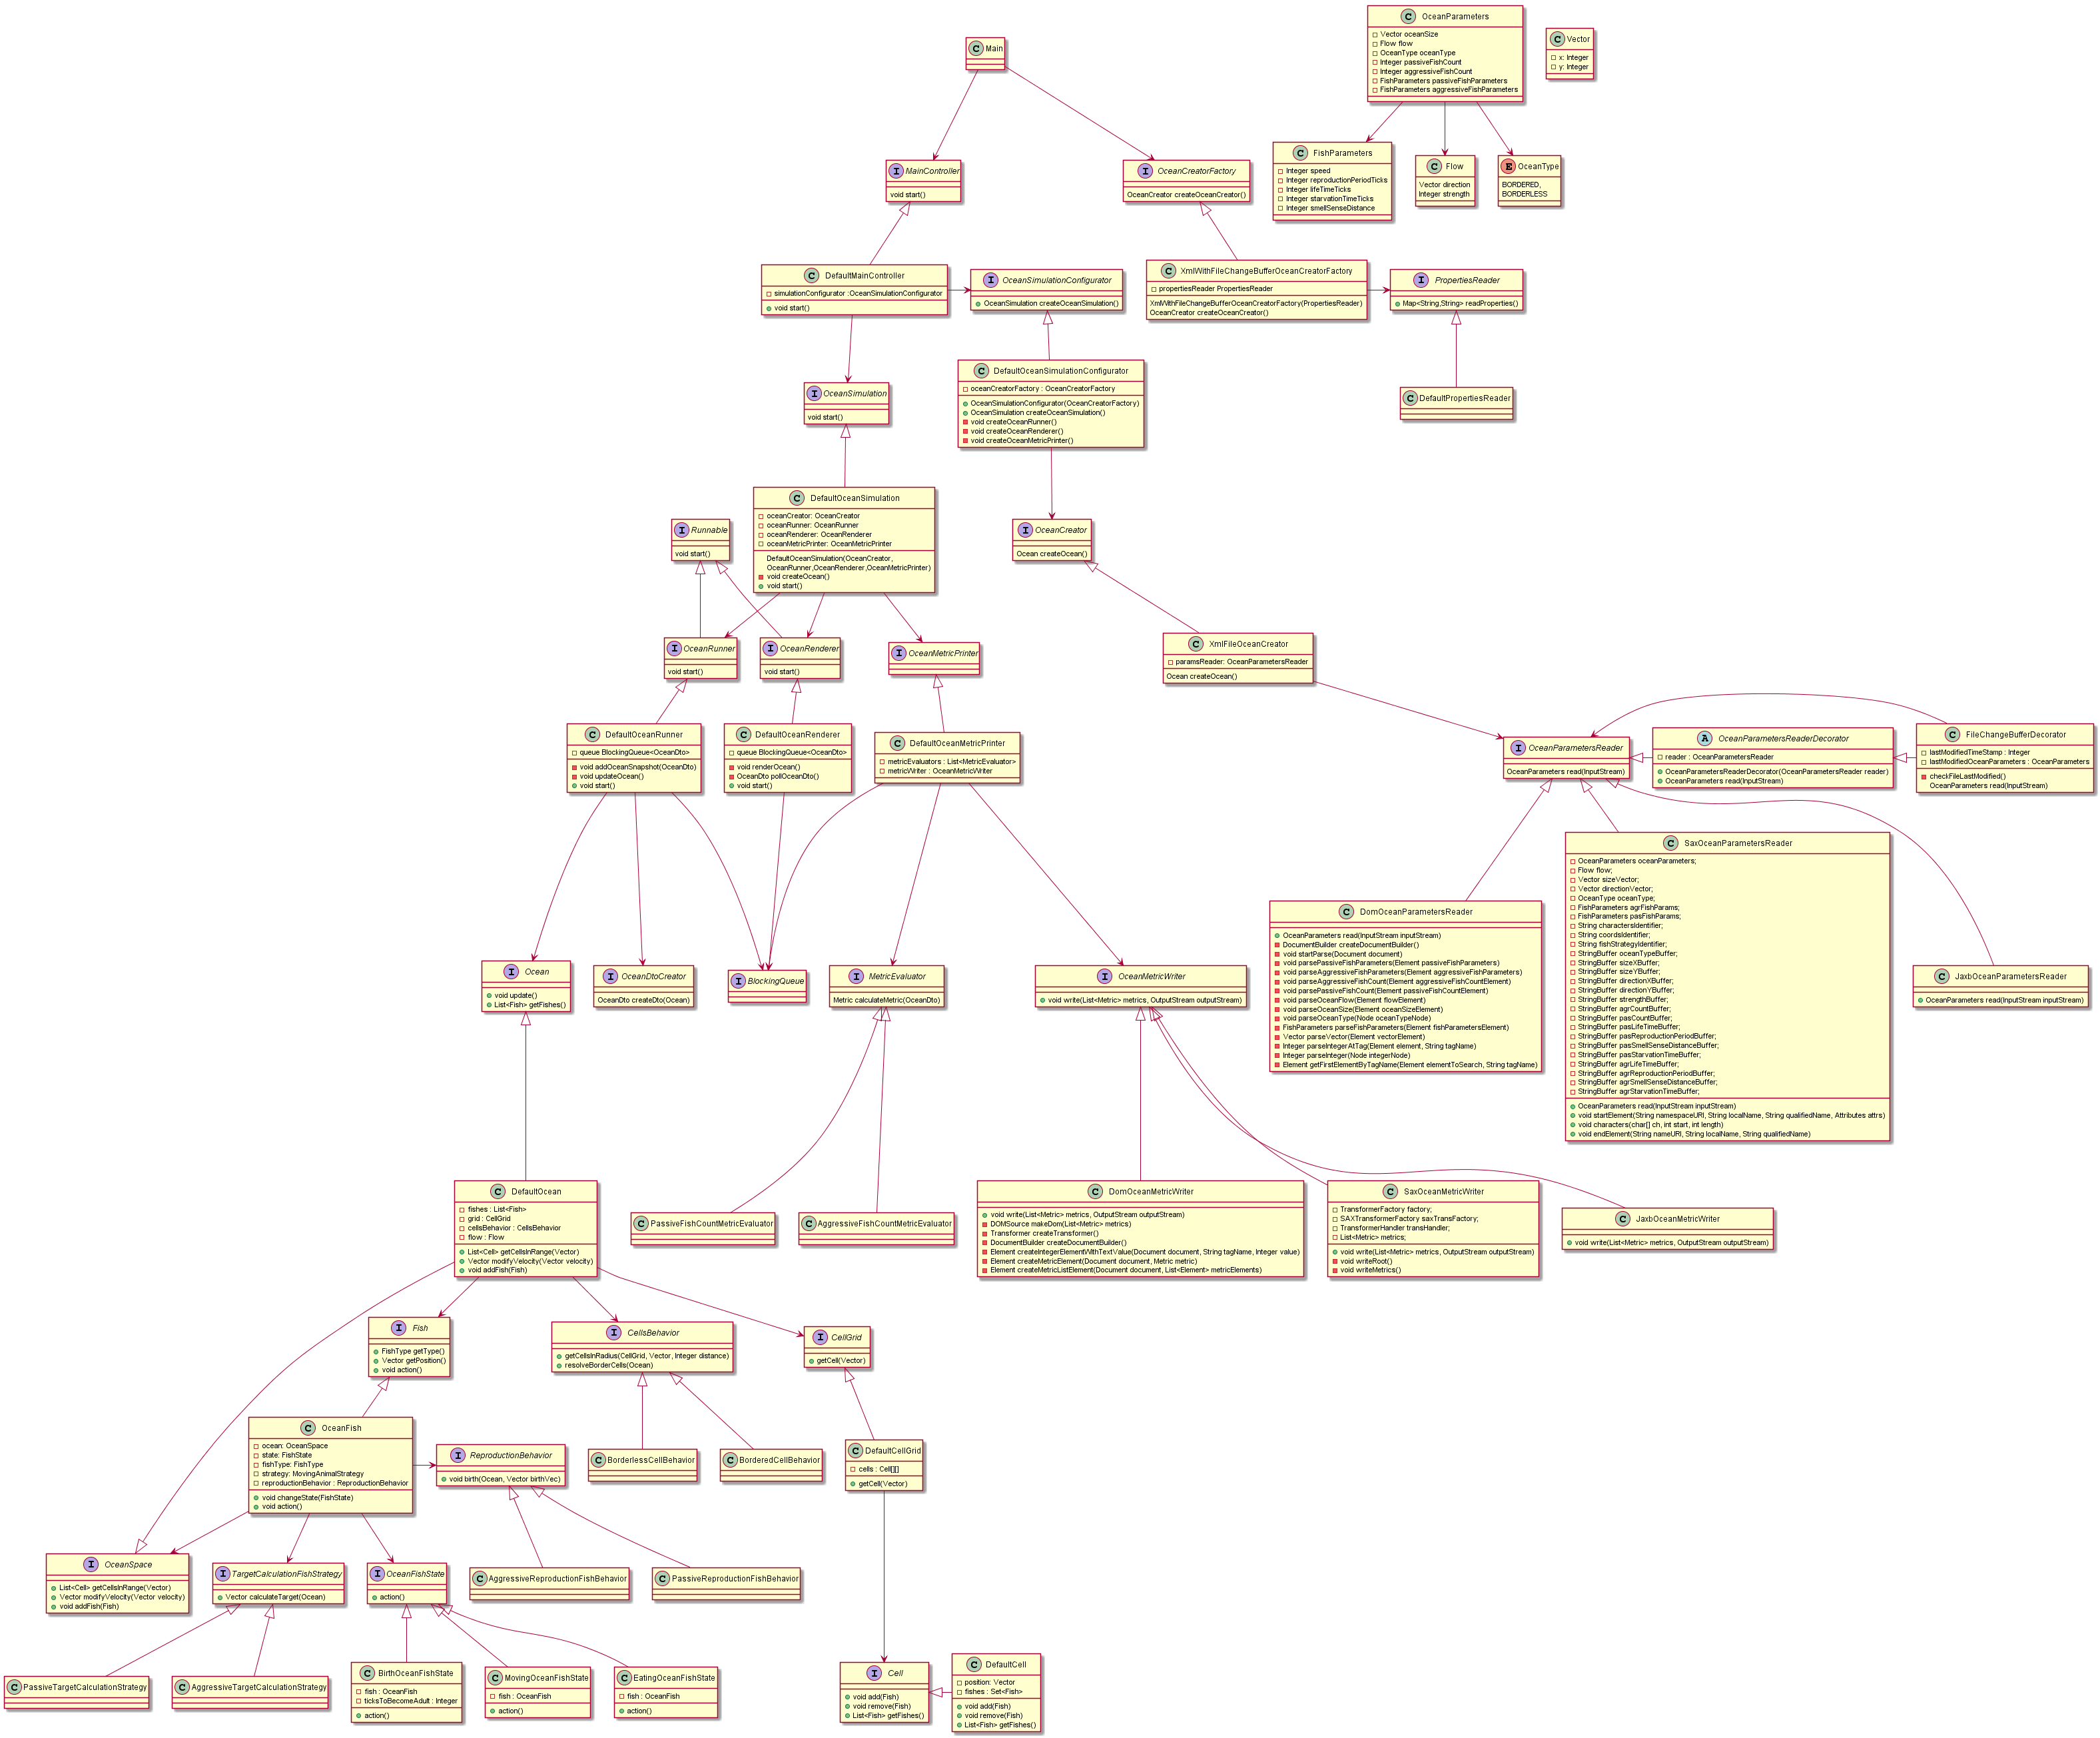 C OceanParameters
Vector oceanSize
Flow flow
OceanType oceanType
Integer passiveFishCount
Integer aggressiveFishCount
FishParameters passiveFishParameters
FishParameters aggressiveFishParameters
C Vector
x: Integer
y: Integer
C Main
C FishParameters
Integer speed
Integer reproductionPeriodTicks
Integer lifeTimeTicks
Integer starvationTimeTicks
Integer smellSenseDistance
C Flow
Vector direction
Integer strength
E OceanType
BORDERED,
BORDERLESS
I MainController
void start()
I OceanCreatorFactory
OceanCreator createOceanCreator()
C DefaultMainController
simulationConfigurator :OceanSimulationConfigurator
void start()
I OceanSimulationConfigurator
OceanSimulation createOceanSimulation()
C XmlWithFileChangeBufferOceanCreatorFactory
propertiesReader PropertiesReader
XmlWithFileChangeBufferOceanCreatorFactory(PropertiesReader)
OceanCreator createOceanCreator()
I PropertiesReader
Map<String,String> readProperties()
I OceanSimulation
void start()
C DefaultOceanSimulationConfigurator
oceanCreatorFactory : OceanCreatorFactory
OceanSimulationConfigurator(OceanCreatorFactory)
OceanSimulation createOceanSimulation()
void createOceanRunner()
void createOceanRenderer()
void createOceanMetricPrinter()
C DefaultPropertiesReader
I Runnable
void start()
C DefaultOceanSimulation
oceanCreator: OceanCreator
oceanRunner: OceanRunner
oceanRenderer: OceanRenderer
oceanMetricPrinter: OceanMetricPrinter
DefaultOceanSimulation(OceanCreator,
OceanRunner,OceanRenderer,OceanMetricPrinter)
void createOcean()
void start()
I OceanCreator
Ocean createOcean()
I OceanRunner
void start()
I OceanRenderer
void start()
I OceanMetricPrinter
C XmlFileOceanCreator
paramsReader: OceanParametersReader
Ocean createOcean()
C DefaultOceanRunner
queue BlockingQueue<OceanDto>
void addOceanSnapshot(OceanDto)
void updateOcean()
void start()
C DefaultOceanRenderer
queue BlockingQueue<OceanDto>
void renderOcean()
OceanDto pollOceanDto()
void start()
C DefaultOceanMetricPrinter
metricEvaluators : List<MetricEvaluator>
metricWriter : OceanMetricWriter
I OceanParametersReader
OceanParameters read(InputStream)
A OceanParametersReaderDecorator
reader : OceanParametersReader
OceanParametersReaderDecorator(OceanParametersReader reader)
OceanParameters read(InputStream)
C FileChangeBufferDecorator
lastModifiedTimeStamp : Integer
lastModifiedOceanParameters : OceanParameters
checkFileLastModified()
OceanParameters read(InputStream)
C SaxOceanParametersReader
OceanParameters oceanParameters;
Flow flow;
Vector sizeVector;
Vector directionVector;
OceanType oceanType;
FishParameters agrFishParams;
FishParameters pasFishParams;
String charactersIdentifier;
String coordsIdentifier;
String fishStrategyIdentifier;
StringBuffer oceanTypeBuffer;
StringBuffer sizeXBuffer;
StringBuffer sizeYBuffer;
StringBuffer directionXBuffer;
StringBuffer directionYBuffer;
StringBuffer strengthBuffer;
StringBuffer agrCountBuffer;
StringBuffer pasCountBuffer;
StringBuffer pasLifeTimeBuffer;
StringBuffer pasReproductionPeriodBuffer;
StringBuffer pasSmellSenseDistanceBuffer;
StringBuffer pasStarvationTimeBuffer;
StringBuffer agrLifeTimeBuffer;
StringBuffer agrReproductionPeriodBuffer;
StringBuffer agrSmellSenseDistanceBuffer;
StringBuffer agrStarvationTimeBuffer;
OceanParameters read(InputStream inputStream)
void startElement(String namespaceURI, String localName, String qualifiedName, Attributes attrs)
void characters(char[] ch, int start, int length)
void endElement(String nameURI, String localName, String qualifiedName)
C DomOceanParametersReader
OceanParameters read(InputStream inputStream)
DocumentBuilder createDocumentBuilder()
void startParse(Document document)
void parsePassiveFishParameters(Element passiveFishParameters)
void parseAggressiveFishParameters(Element aggressiveFishParameters)
void parseAggressiveFishCount(Element aggressiveFishCountElement)
void parsePassiveFishCount(Element passiveFishCountElement)
void parseOceanFlow(Element flowElement)
void parseOceanSize(Element oceanSizeElement)
void parseOceanType(Node oceanTypeNode)
FishParameters parseFishParameters(Element fishParametersElement)
Vector parseVector(Element vectorElement)
Integer parseIntegerAtTag(Element element, String tagName)
Integer parseInteger(Node integerNode)
Element getFirstElementByTagName(Element elementToSearch, String tagName)
C JaxbOceanParametersReader
OceanParameters read(InputStream inputStream)
I Ocean
void update()
List<Fish> getFishes()
I OceanDtoCreator
OceanDto createDto(Ocean)
I BlockingQueue
I MetricEvaluator
Metric calculateMetric(OceanDto)
I OceanMetricWriter
void write(List<Metric> metrics, OutputStream outputStream)
C DefaultOcean
fishes : List<Fish>
grid : CellGrid
cellsBehavior : CellsBehavior
flow : Flow
List<Cell> getCellsInRange(Vector)
Vector modifyVelocity(Vector velocity)
void addFish(Fish)
C PassiveFishCountMetricEvaluator
C AggressiveFishCountMetricEvaluator
C DomOceanMetricWriter
void write(List<Metric> metrics, OutputStream outputStream)
DOMSource makeDom(List<Metric> metrics)
Transformer createTransformer()
DocumentBuilder createDocumentBuilder()
Element createIntegerElementWithTextValue(Document document, String tagName, Integer value)
Element createMetricElement(Document document, Metric metric)
Element createMetricListElement(Document document, List<Element> metricElements)
C SaxOceanMetricWriter
TransformerFactory factory;
SAXTransformerFactory saxTransFactory;
TransformerHandler transHandler;
List<Metric> metrics;
void write(List<Metric> metrics, OutputStream outputStream)
void writeRoot()
void writeMetrics()
C JaxbOceanMetricWriter
void write(List<Metric> metrics, OutputStream outputStream)
I Fish
FishType getType()
Vector getPosition()
void action()
I CellsBehavior
getCellsInRadius(CellGrid, Vector, Integer distance)
resolveBorderCells(Ocean)
I CellGrid
getCell(Vector)
C OceanFish
ocean: OceanSpace
state: FishState
fishType: FishType
strategy: MovingAnimalStrategy
reproductionBehavior : ReproductionBehavior
void changeState(FishState)
void action()
I ReproductionBehavior
void birth(Ocean, Vector birthVec)
C BorderlessCellBehavior
C BorderedCellBehavior
C DefaultCellGrid
cells : Cell[][]
getCell(Vector)
I OceanSpace
List<Cell> getCellsInRange(Vector)
Vector modifyVelocity(Vector velocity)
void addFish(Fish)
I TargetCalculationFishStrategy
Vector calculateTarget(Ocean)
I OceanFishState
action()
C AggressiveReproductionFishBehavior
C PassiveReproductionFishBehavior
C PassiveTargetCalculationStrategy
C AggressiveTargetCalculationStrategy
C BirthOceanFishState
fish : OceanFish
ticksToBecomeAdult : Integer
action()
C MovingOceanFishState
fish : OceanFish
action()
C EatingOceanFishState
fish : OceanFish
action()
I Cell
void add(Fish)
void remove(Fish)
List<Fish> getFishes()
C DefaultCell
position: Vector
fishes : Set<Fish>
void add(Fish)
void remove(Fish)
List<Fish> getFishes()